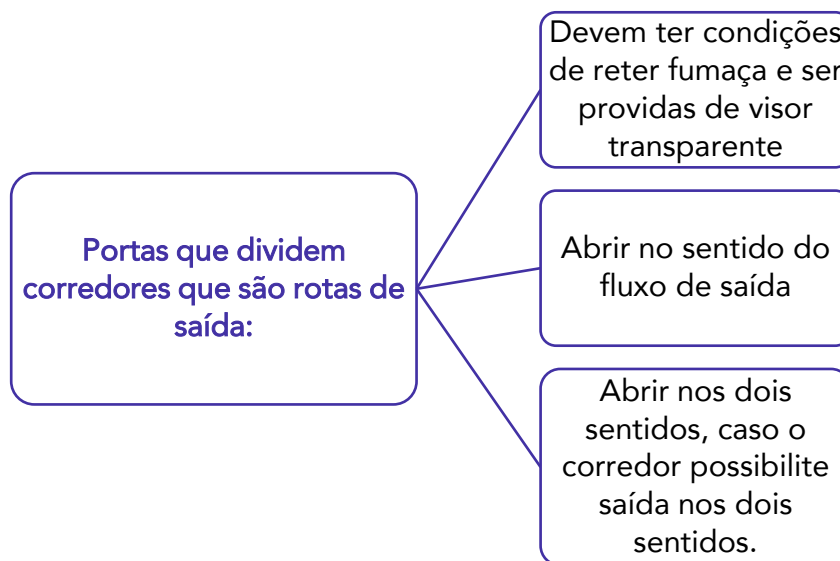 Portas que dividem
corredores que são rotas de
saída:
Devem ter condições
de reter fumaça e ser
providas de visor
transparente
Abrir no sentido do
fluxo de saída
Abrir nos dois
sentidos, caso o
corredor possibilite
saída nos dois
sentidos.